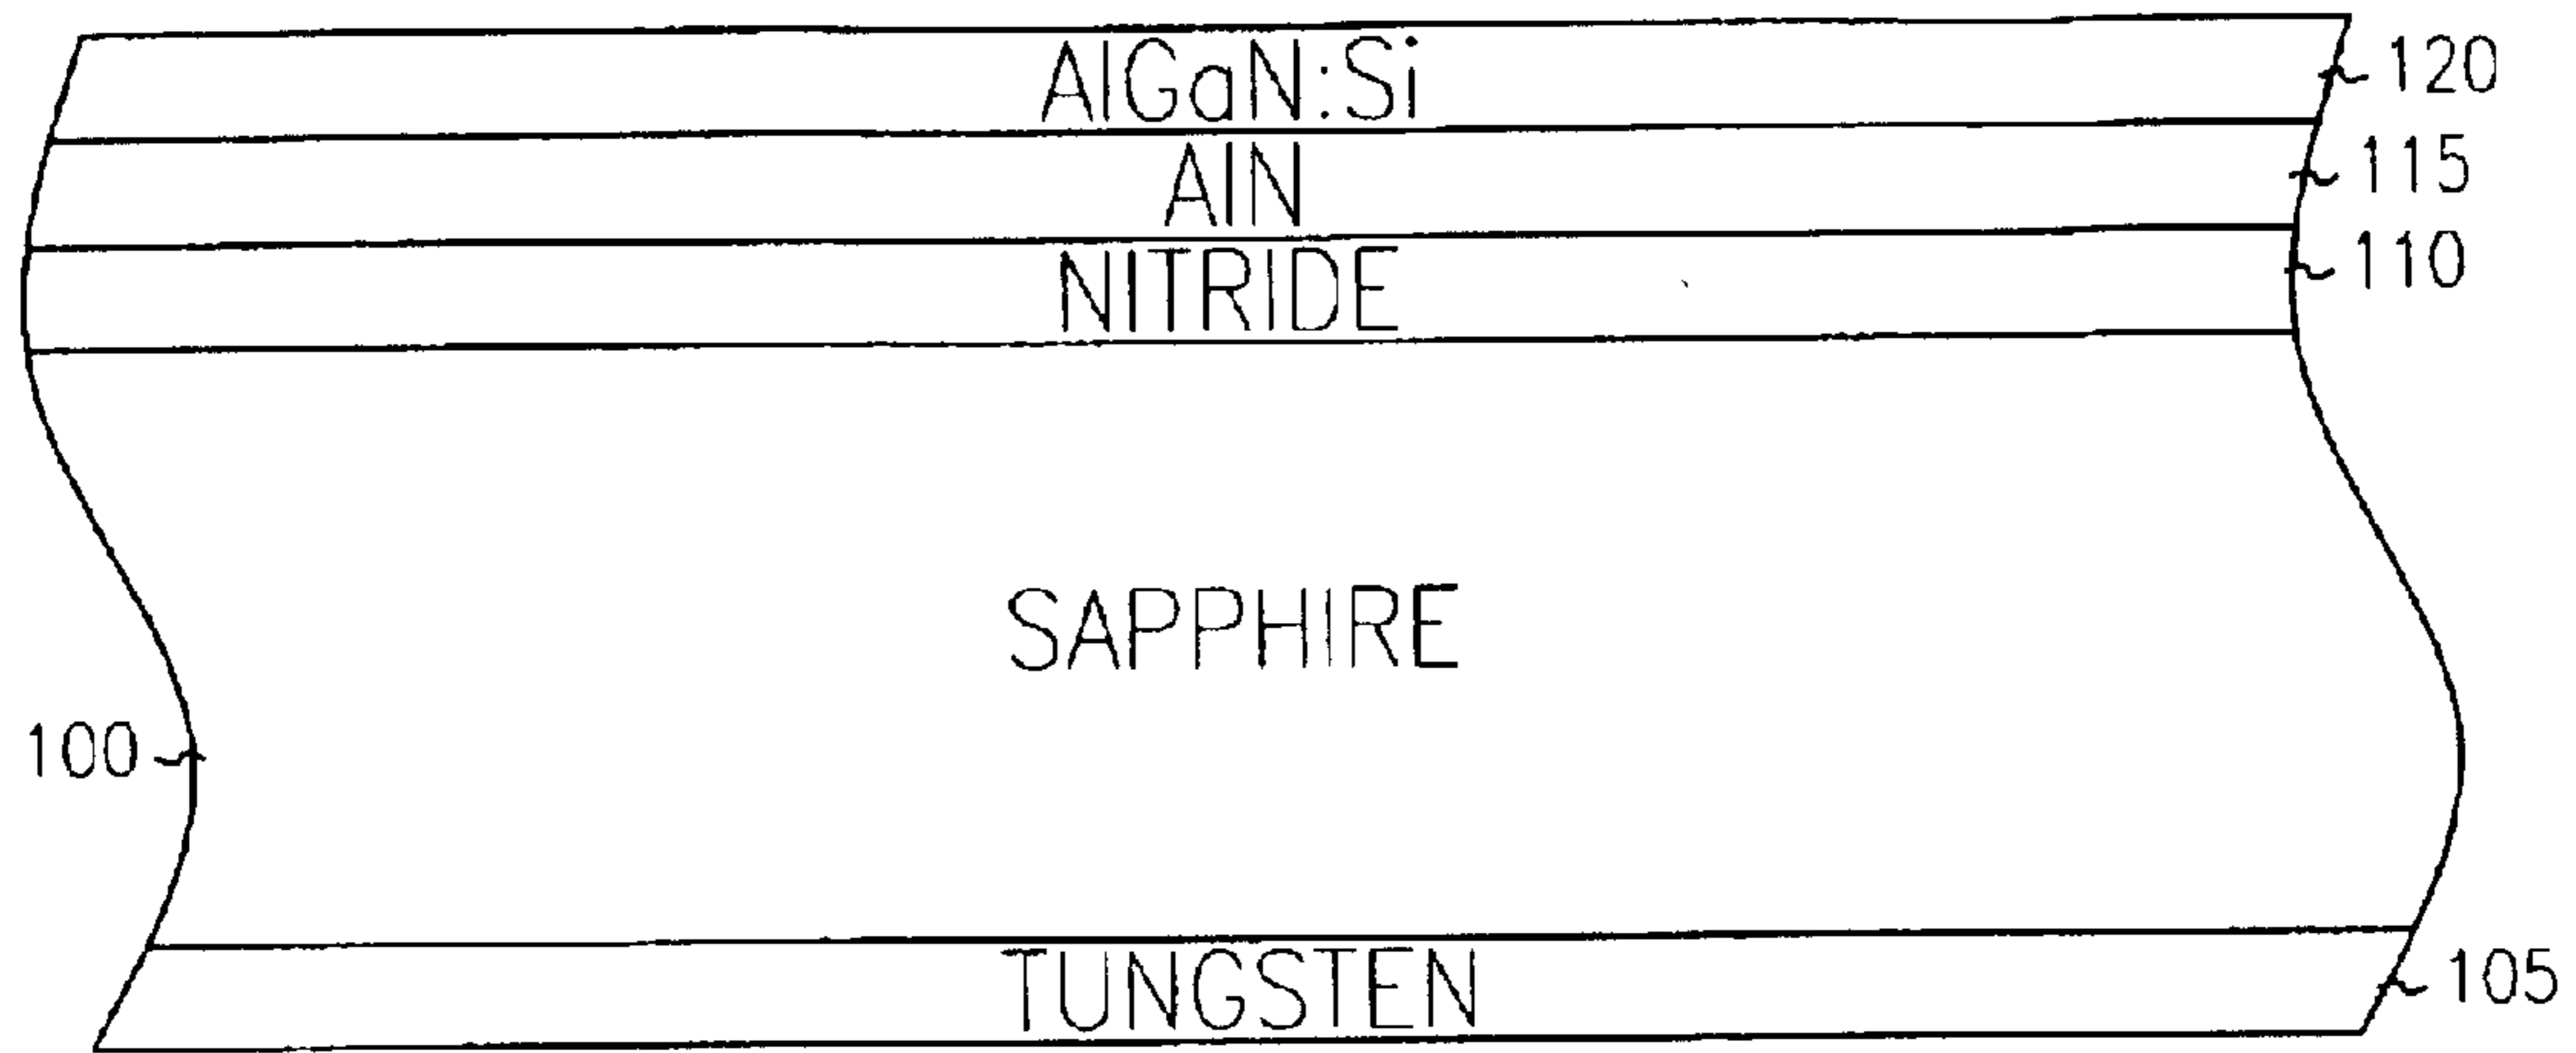 AlGaN:Si
120
AlN
115
NITRIDE
110
SAPPHIRE
100
TUNGSTEN
105